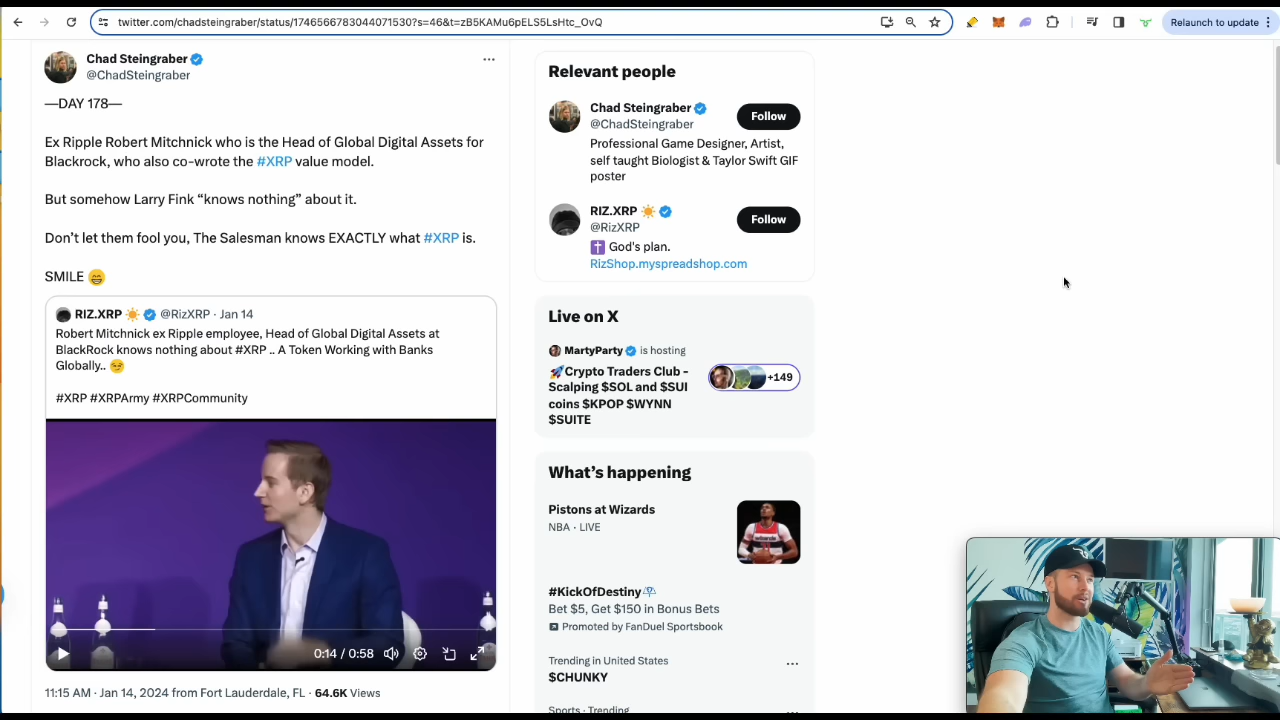 twitter.com/chadsteingraber/status/1746566783044071530?s=46&t=zB5KAMu6pELS5LsHtc_OvQ
Relaunch to update
Chad Steingraber
@ChadSteingraber
—DAY 178—
Ex Ripple Robert Mitchnick who is the Head of Global Digital Assets for
Blackrock, who also co-wrote the #XRP value model.
But somehow Larry Fink “knows nothing” about it.
Don’t let them fool you, The Salesman knows EXACTLY what #XRP is.
SMILE 😁
RIZ.XRP ☀️ @RizXRP · Jan 14
Robert Mitchnick ex Ripple employee, Head of Global Digital Assets at
BlackRock knows nothing about #XRP .. A Token Working with Banks
Globally.. 😏
#XRP #XRPArmy #XRPCommunity
0:14 / 0:58
11:15 AM · Jan 14, 2024 from Fort Lauderdale, FL · 64.6K Views
Relevant people
Chad Steingraber
@ChadSteingraber
Follow
Professional Game Designer, Artist,
self taught Biologist & Taylor Swift GIF
poster
RIZ.XRP ☀️
@RizXRP
Follow
✝️ God's plan.
RizShop.myspreadshop.com
Live on X
MartyParty is hosting
🚀Crypto Traders Club -
Scalping $SOL and $SUI
coins $KPOP $WYNN
$SUITE
+149
What’s happening
Pistons at Wizards
NBA · LIVE
#KickOfDestiny
Bet $5, Get $150 in Bonus Bets
Promoted by FanDuel Sportsbook
Trending in United States
$CHUNKY
Sports · Trending